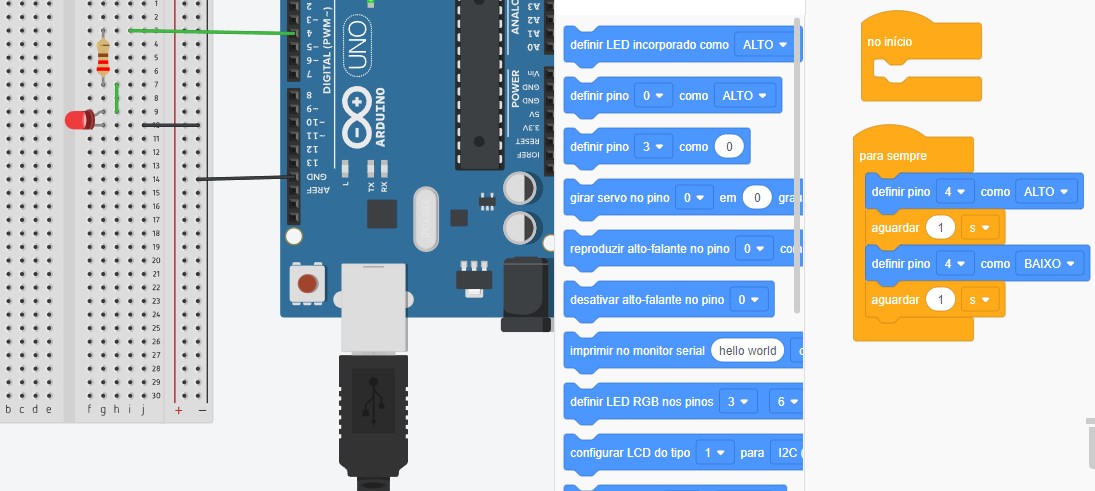 1
2
3
4
5
6
7
8
9
10
11
12
13
14
15
16
17
18
19
20
21
22
23
24
25
26
27
28
29
30
b c d e
f g h i j
+ −
DIGITAL (PWM~)
2
~3
4
~5
~6
7
8
~9
~10
~11
12
13
GND
AREF
UNO
ARDUINO
L
TX RX
ANALOG
A3
A2
A1
A0
POWER
Vin
GND
GND
5V
3.3V
RESET
IOREF
definir LED incorporado como ALTO
definir pino 0 como ALTO
definir pino 3 como 0
girar servo no pino 0 em 0 grau
reproduzir alto-falante no pino 0 com
desativar alto-falante no pino 0
imprimir no monitor serial hello world c
definir LED RGB nos pinos 3 6
configurar LCD do tipo 1 para I2C (
no início
para sempre
definir pino 4 como ALTO
aguardar 1 s
definir pino 4 como BAIXO
aguardar 1 s